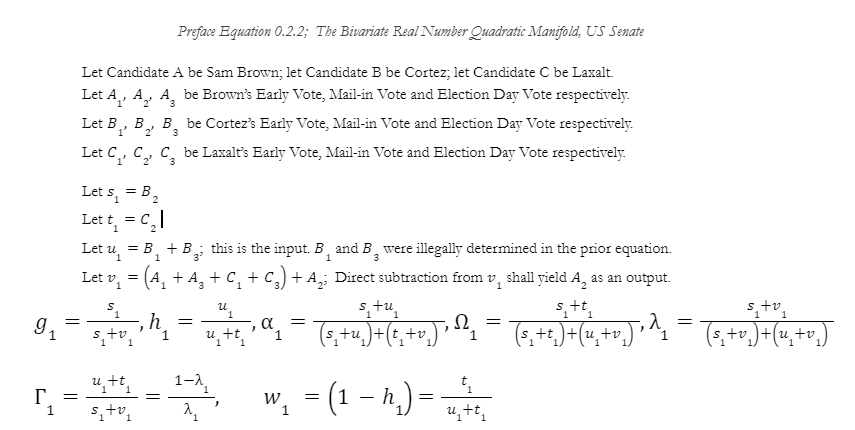 Preface Equation 0.2.2; The Bivariate Real Number Quadratic Manifold, US Senate
Let Candidate A be Sam Brown; let Candidate B be Cortez; let Candidate C be Laxalt.
Let A₁, A₂, A₃ be Brown's Early Vote, Mail-in Vote and Election Day Vote respectively.
Let B₁, B₂, B₃ be Cortez's Early Vote, Mail-in Vote and Election Day Vote respectively.
Let C₁, C₂, C₃ be Laxalt's Early Vote, Mail-in Vote and Election Day Vote respectively.
Let s₁ = B₂
Let t₁ = C₂
Let u₁ = B₁ + B₃; this is the input. B₁ and B₃ were illegally determined in the prior equation.
Let v₁ = (A₁ + A₃ + C₁ + C₃) + A₂; Direct subtraction from v₁ shall yield A₂ as an output.
g₁ = s₁/(s₁+v₁), h₁ = u₁/(u₁+t₁), α₁ = (s₁+u₁)/((s₁+u₁)+(t₁+v₁)), Ω₁ = (s₁+t₁)/((s₁+t₁)+(u₁+v₁)), λ₁ = (s₁+v₁)/((s₁+v₁)+(u₁+v₁))
Γ₁ = (u₁+t₁)/(s₁+v₁) = (1−λ₁)/λ₁, w₁ = (1 − h₁) = t₁/(u₁+t₁)